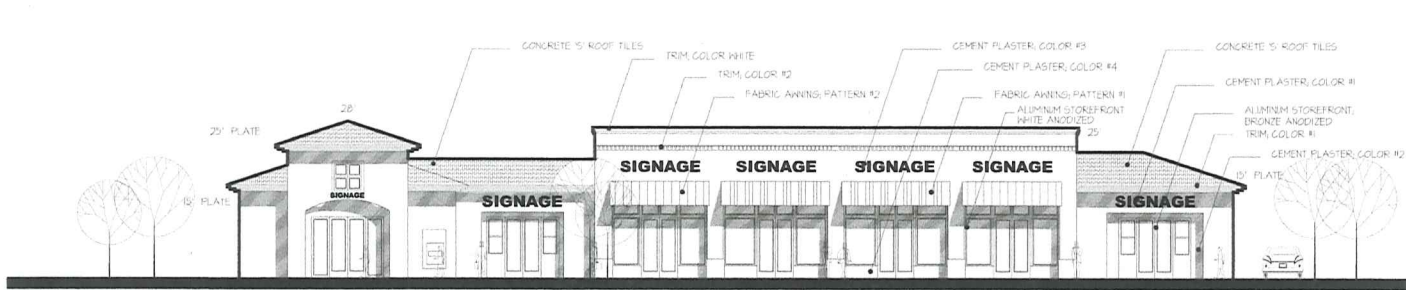 CONCRETE 'S' ROOF TILES
TRIM, COLOR WHITE
TRIM, COLOR #2
FABRIC AWNING; PATTERN #2
CEMENT PLASTER, COLOR #3
CEMENT PLASTER, COLOR #4
FABRIC AWNING; PATTERN #1
ALUMINUM STOREFRONT
WHITE ANODIZED
CONCRETE 'S' ROOF TILES
CEMENT PLASTER, COLOR #1
ALUMINUM STOREFRONT;
BRONZE ANODIZED
TRIM, COLOR #1
CEMENT PLASTER, COLOR #2
28'
25' PLATE
25'
15' PLATE
15' PLATE
SIGNAGE
SIGNAGE
SIGNAGE
SIGNAGE
SIGNAGE
SIGNAGE
SIGNAGE